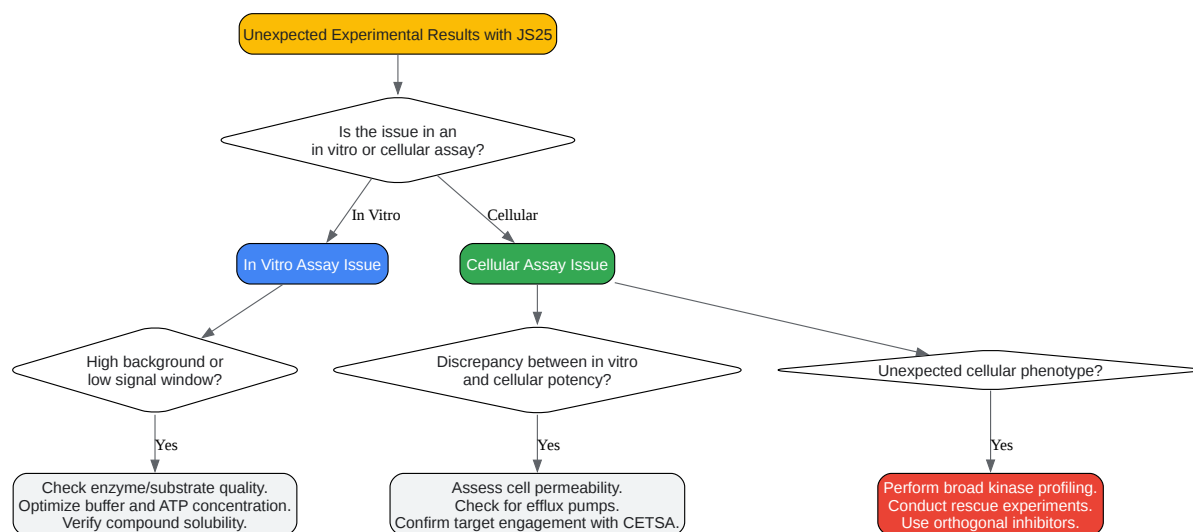 Unexpected Experimental Results with JS25
Is the issue in an
in vitro or cellular assay?
In Vitro
Cellular
In Vitro Assay Issue
Cellular Assay Issue
High background or
low signal window?
Discrepancy between in vitro
and cellular potency?
Unexpected cellular phenotype?
Yes
Yes
Yes
Check enzyme/substrate quality.
Optimize buffer and ATP concentration.
Verify compound solubility.
Assess cell permeability.
Check for efflux pumps.
Confirm target engagement with CETSA.
Perform broad kinase profiling.
Conduct rescue experiments.
Use orthogonal inhibitors.